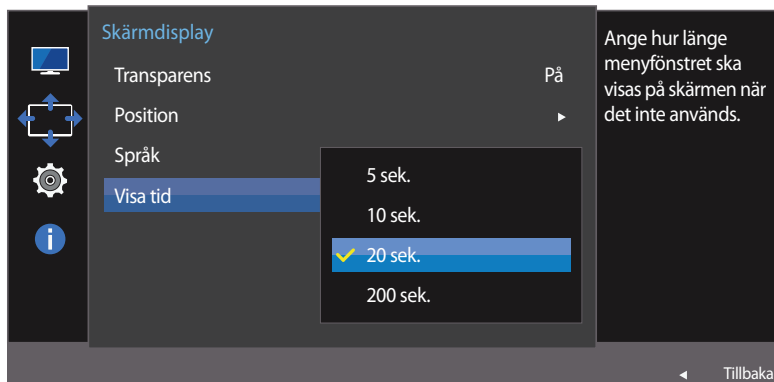 Skärmdisplay
Transparens På
Position
Språk
Visa tid
5 sek.
10 sek.
20 sek.
200 sek.
Ange hur länge
menyfönstret ska
visas på skärmen när
det inte används.
Tillbaka